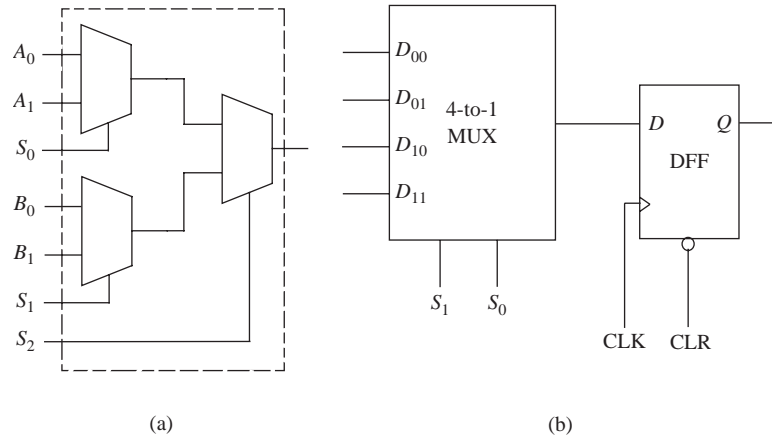 A₀
A₁
S₀
B₀
B₁
S₁
S₂
(a)
D₀₀
D₀₁
D₁₀
D₁₁
4-to-1
MUX
S₁ S₀
D Q
DFF
CLK CLR
(b)